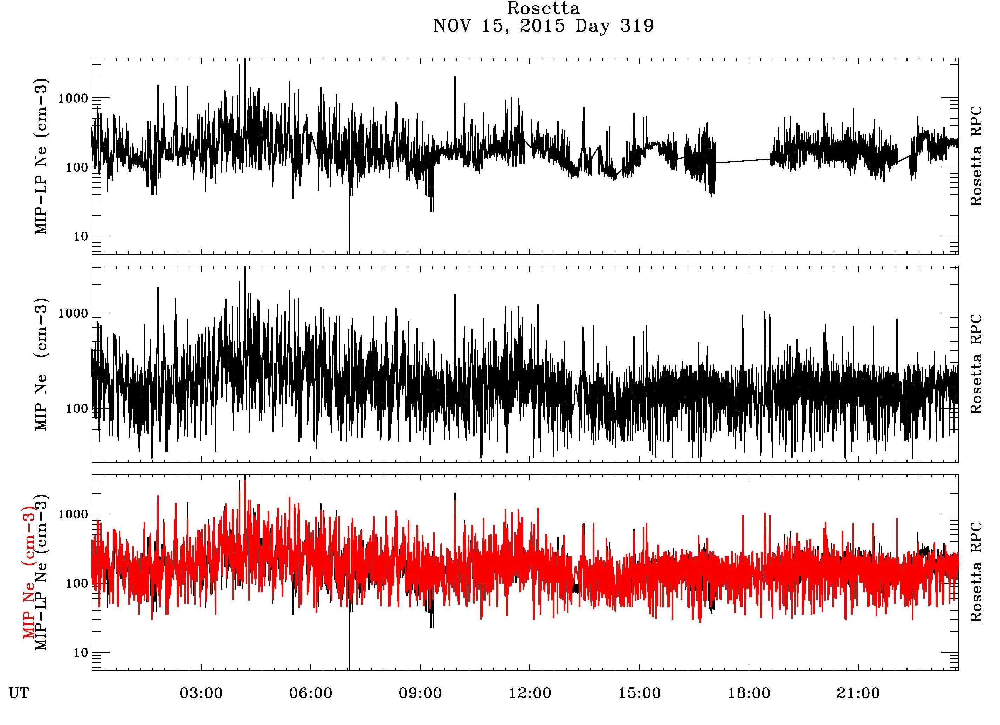 Rosetta
NOV 15, 2015 Day 319
MIP-LP Ne (cm-3)
1000
100
10
Rosetta RPC
MIP Ne (cm-3)
1000
100
Rosetta RPC
MIP Ne (cm-3)
MIP-LP Ne (cm-3)
1000
100
10
Rosetta RPC
UT 03:00 06:00 09:00 12:00 15:00 18:00 21:00